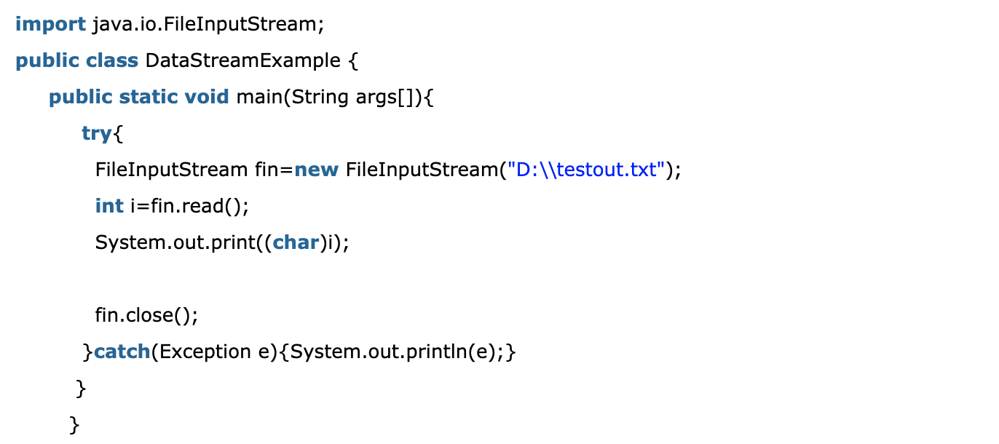 import java.io.FileInputStream;
public class DataStreamExample {
public static void main(String args[]){
try{
FileInputStream fin=new FileInputStream("D:\\testout.txt");
int i=fin.read();
System.out.print((char)i);
fin.close();
}catch(Exception e){System.out.println(e);}
}
}